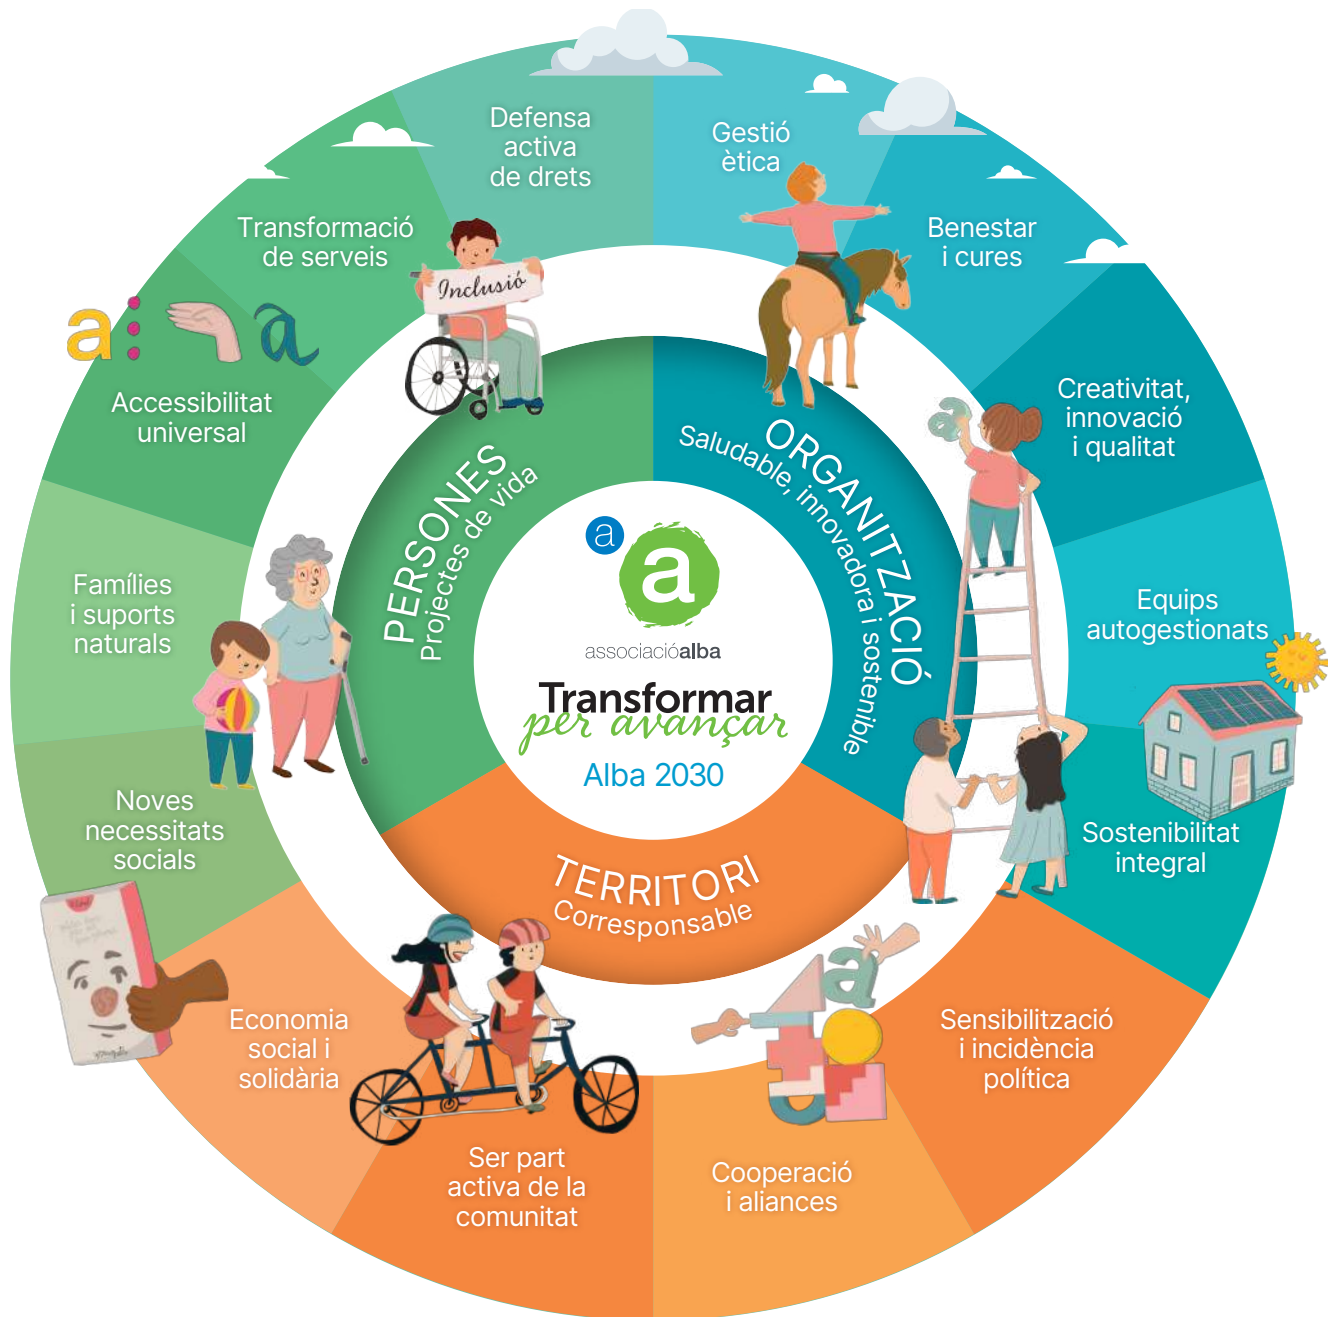 Defensa
activa
de drets
Gestió
ètica
Benestar
i cures
Creativitat,
innovació
i qualitat
Equips
autogestionats
Sostenibilitat
integral
Sensibilització
i incidència
política
Cooperació
i aliances
Ser part
activa de la
comunitat
Economia
social i
solidària
Noves
necessitats
socials
Famílies
i suports
naturals
Accessibilitat
universal
Transformació
de serveis
a a
Inclusió
a
a
PERSONES
Projectes de vida
ORGANITZACIÓ
Saludable, innovadora i sostenible
TERRITORI
Corresponsable
a
a
associacióalba
Transformar
per avançar
Alba 2030